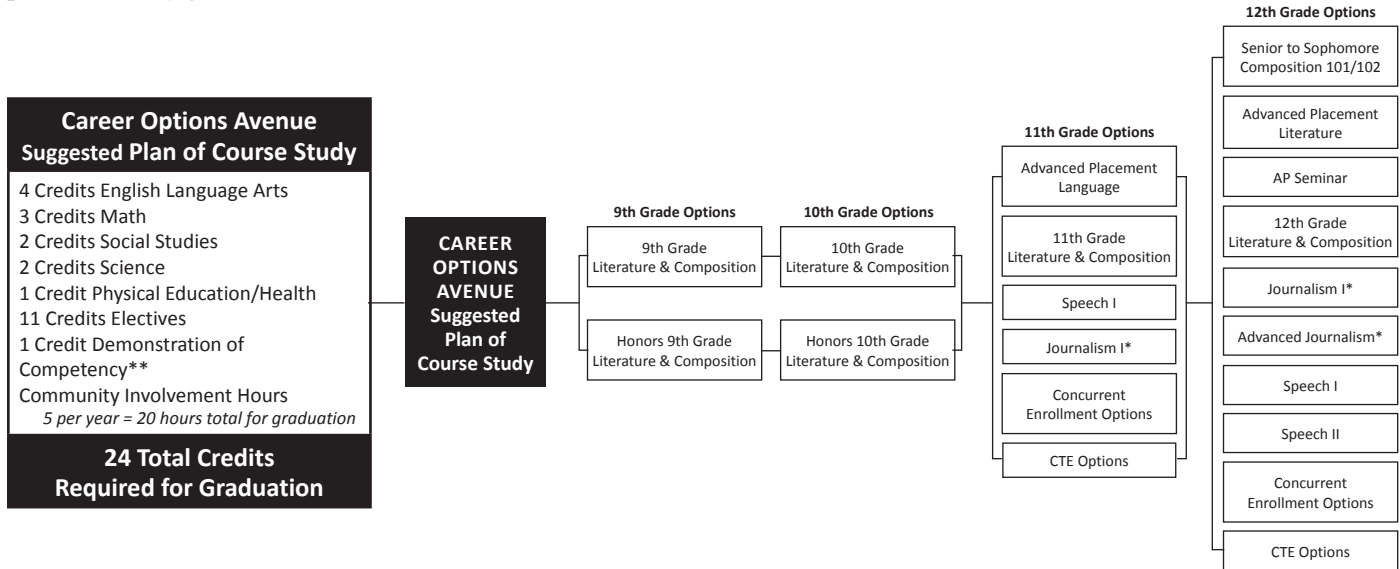 Career Options Avenue
Suggested Plan of Course Study
4 Credits English Language Arts
3 Credits Math
2 Credits Social Studies
2 Credits Science
1 Credit Physical Education/Health
11 Credits Electives
1 Credit Demonstration of
Competency**
Community Involvement Hours
5 per year = 20 hours total for graduation
24 Total Credits
Required for Graduation
CAREER
OPTIONS
AVENUE
Suggested
Plan of
Course Study
9th Grade Options
9th Grade
Literature & Composition
Honors 9th Grade
Literature & Composition
10th Grade Options
10th Grade
Literature & Composition
Honors 10th Grade
Literature & Composition
11th Grade Options
Advanced Placement
Language
11th Grade
Literature & Composition
Speech I
Journalism I*
Concurrent
Enrollment Options
CTE Options
12th Grade Options
Senior to Sophomore
Composition 101/102
Advanced Placement
Literature
AP Seminar
12th Grade
Literature & Composition
Journalism I*
Advanced Journalism*
Speech I
Speech II
Concurrent
Enrollment Options
CTE Options